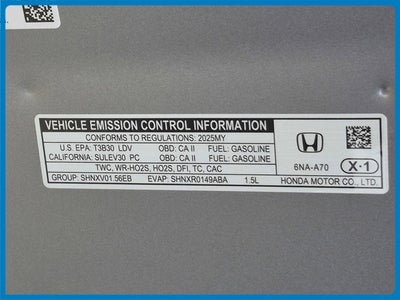 VEHICLE EMISSION CONTROL INFORMATION
CONFORMS TO REGULATIONS: 2025MY
U.S. EPA: T3B30 LDV OBD: CA II FUEL: GASOLINE
CALIFORNIA: SULEV30 PC OBD: CA II FUEL: GASOLINE
TWC, WR-HO2S, HO2S, DFI, TC, CAC
GROUP: SHNXV01.56EB EVAP: SHNXR0149ABA 1.5L
6NA-A70 X-1
HONDA MOTOR CO., LTD.